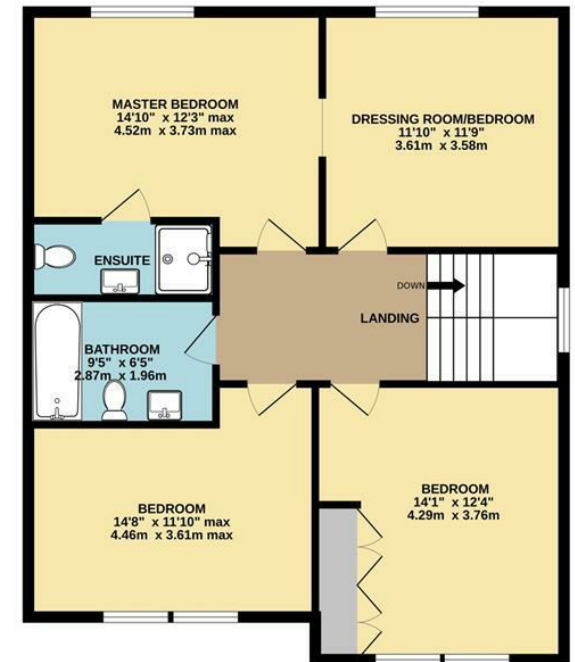 MASTER BEDROOM
14'10" x 12'3" max
4.52m x 3.73m max
DRESSING ROOM/BEDROOM
11'10" x 11'9"
3.61m x 3.58m
ENSUITE
DOWN
LANDING
BATHROOM
9'5" x 6'5"
2.87m x 1.96m
BEDROOM
14'8" x 11'10" max
4.46m x 3.61m max
BEDROOM
14'1" x 12'4"
4.29m x 3.76m